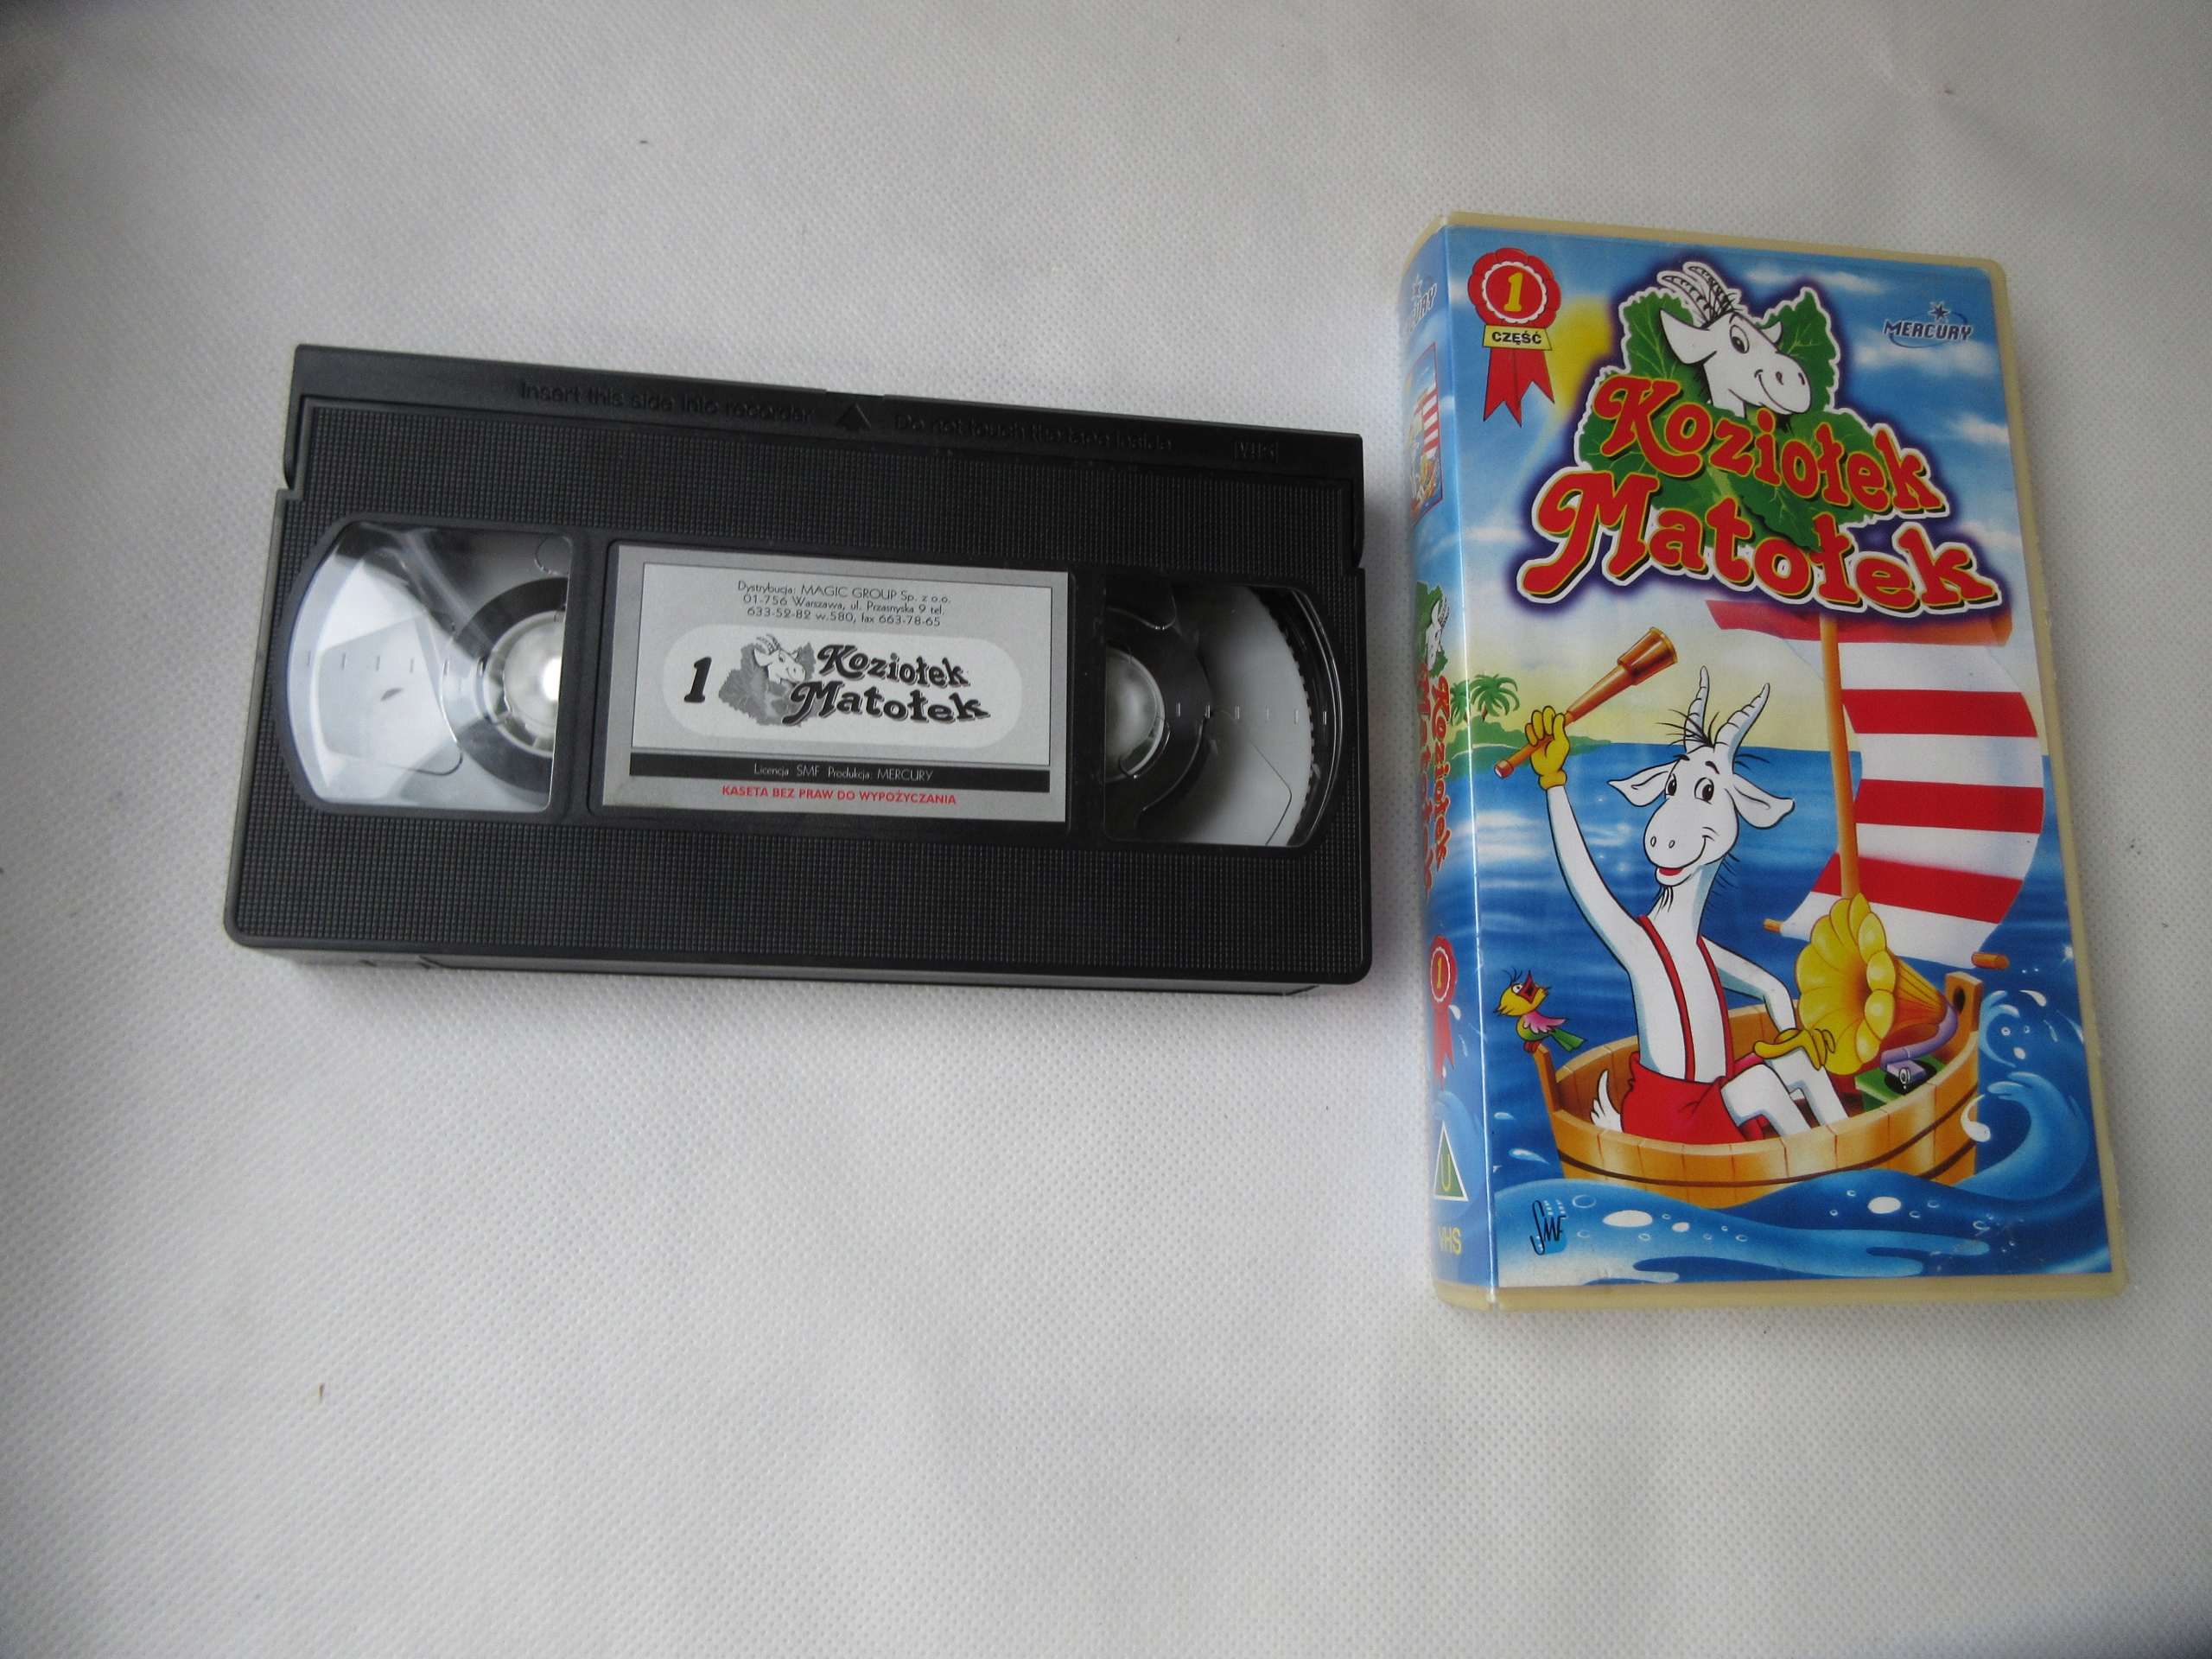 Insert this side into recorder
Do not touch the tape inside
VHS
Dystrybucja: MAGIC GROUP Sp. z o.o.
01-756 Warszawa, ul. Przasnyska 9 tel.
633-52-82 w.580, fax 663-78-65
1
Koziołek
Matołek
Licencja: SMF Produkcja: MERCURY
KASETA BEZ PRAW DO WYPOŻYCZANIA
1
CZĘŚĆ
MERCURY
Koziołek
Matołek
SMF
MERCURY
Koziołek
Matołek
1
U
VHS